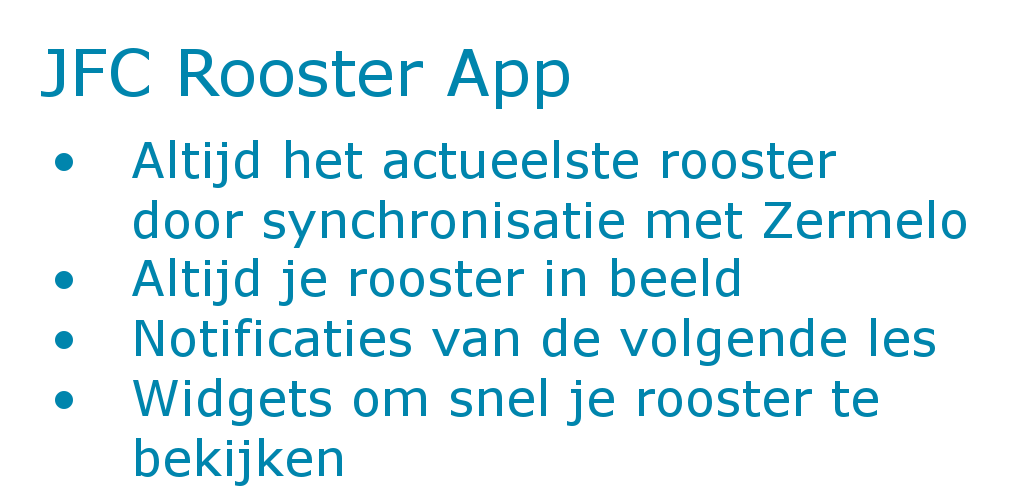 JFC Rooster App
• Altijd het actueelste rooster
door synchronisatie met Zermelo
• Altijd je rooster in beeld
• Notificaties van de volgende les
• Widgets om snel je rooster te
bekijken